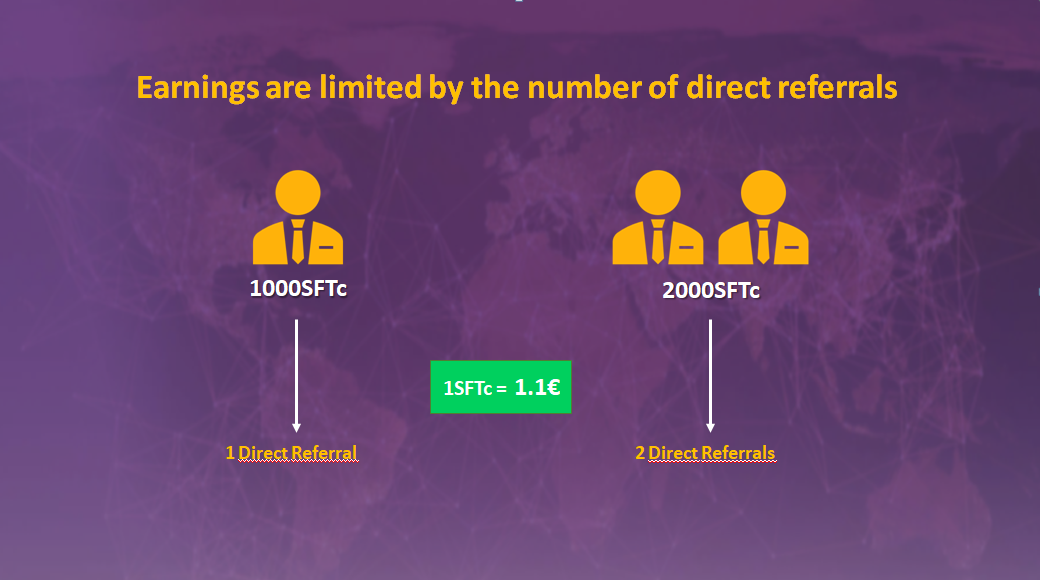 Earnings are limited by the number of direct referrals
1000SFTc
2000SFTc
1SFTc = 1.1€
1 Direct Referral
2 Direct Referrals